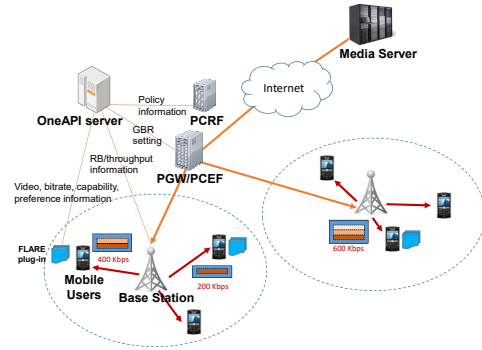 Media Server
Internet
OneAPI server
Policy
information
PCRF
GBR
setting
RB/throughput
information
PGW/PCEF
Video, bitrate, capability,
preference information
FLARE
plug-in
400 Kbps
Mobile
Users
Base Station
200 Kbps
600 Kbps